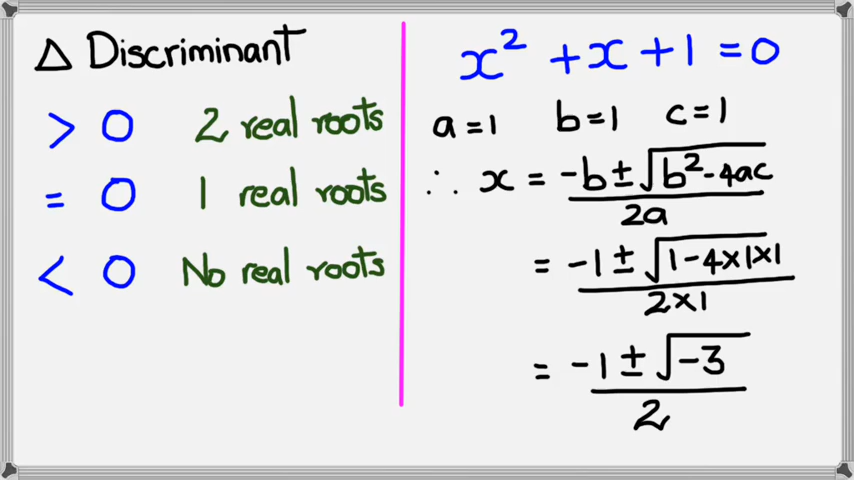 Δ Discriminant
> 0 2 real roots
= 0 1 real roots
< 0 No real roots
x² + x + 1 = 0
a = 1 b = 1 c = 1
∴ x = (-b ± √(b² - 4ac)) / 2a
= (-1 ± √(1 - 4×1×1)) / 2×1
= (-1 ± √(-3)) / 2